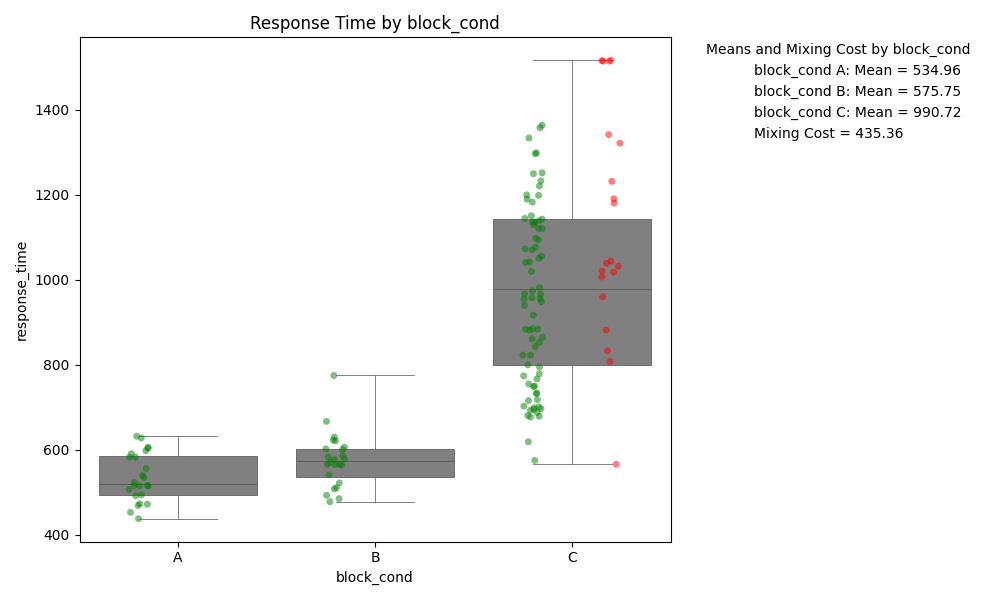 Response Time by block_cond
Means and Mixing Cost by block_cond
block_cond A: Mean = 534.96
block_cond B: Mean = 575.75
block_cond C: Mean = 990.72
Mixing Cost = 435.36
response_time
1400
1200
1000
800
600
400
A B C
block_cond